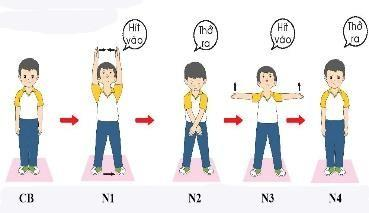 Hít
vào
Thở
ra
Hít
vào
Thở
ra
CB N1 N2 N3 N4